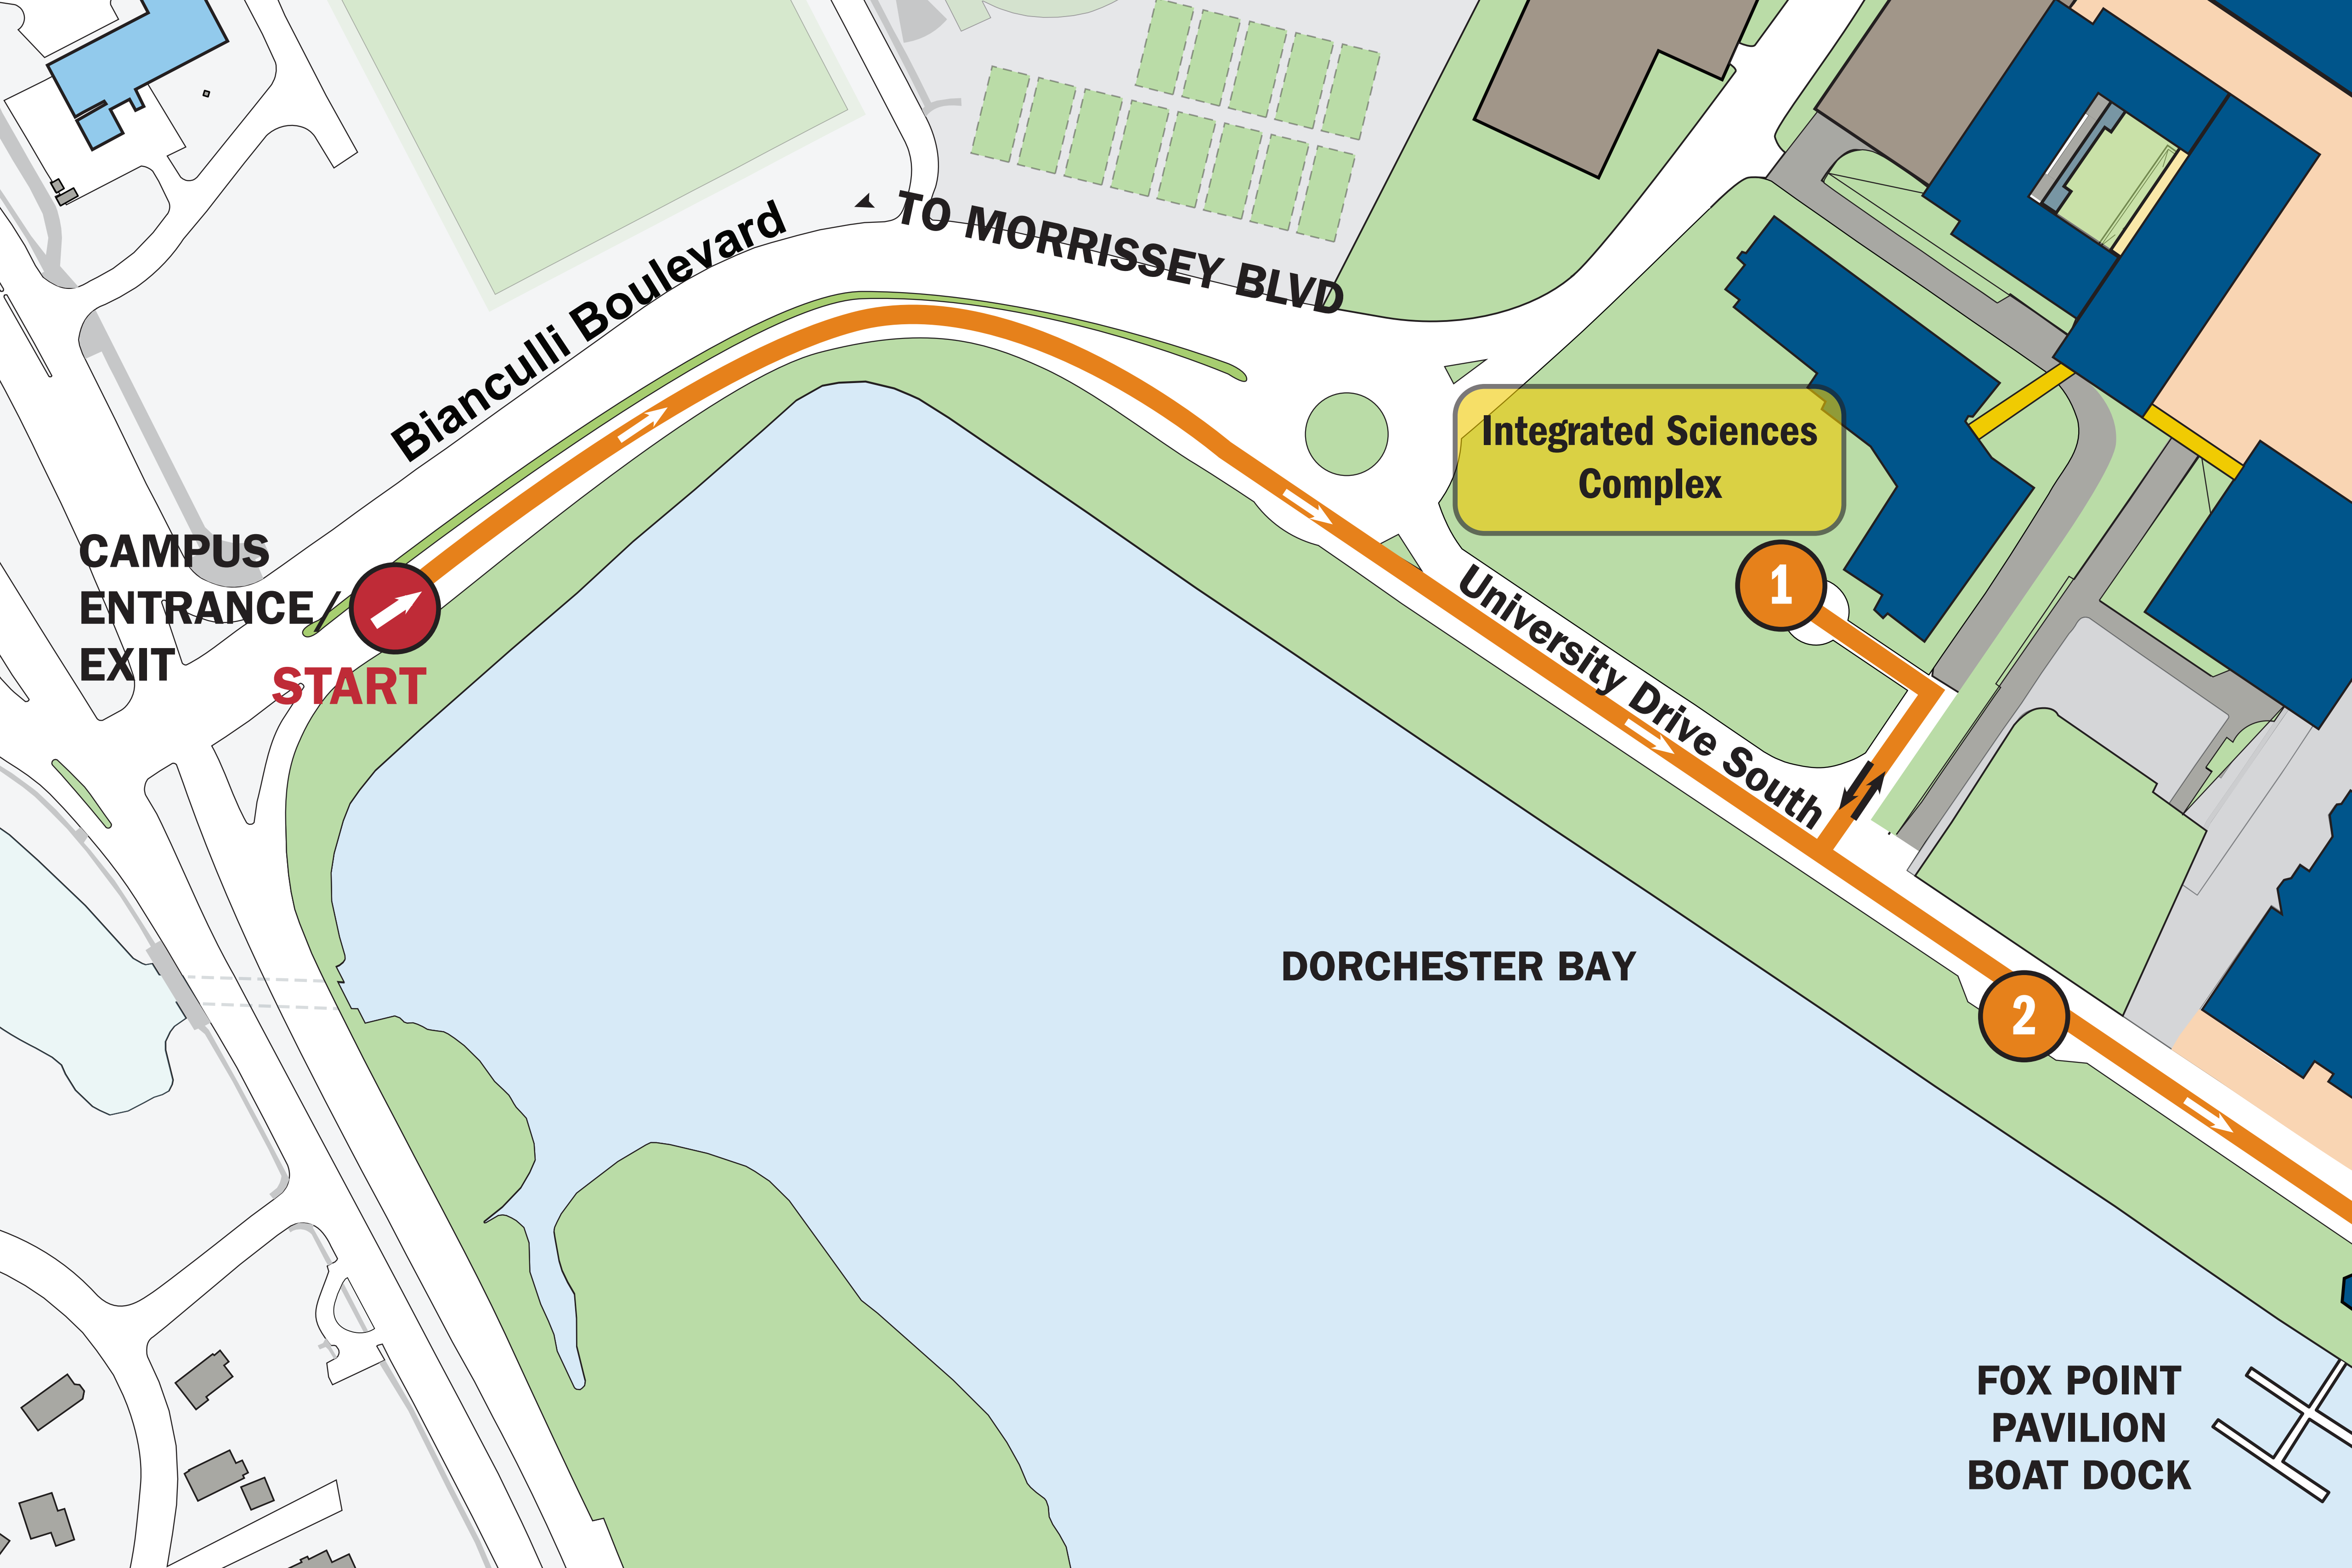 TO MORRISSEY BLVD
Bianculli Boulevard
Integrated Sciences
Complex
CAMPUS
ENTRANCE/
EXIT
START
1
University Drive South
DORCHESTER BAY
2
FOX POINT
PAVILION
BOAT DOCK